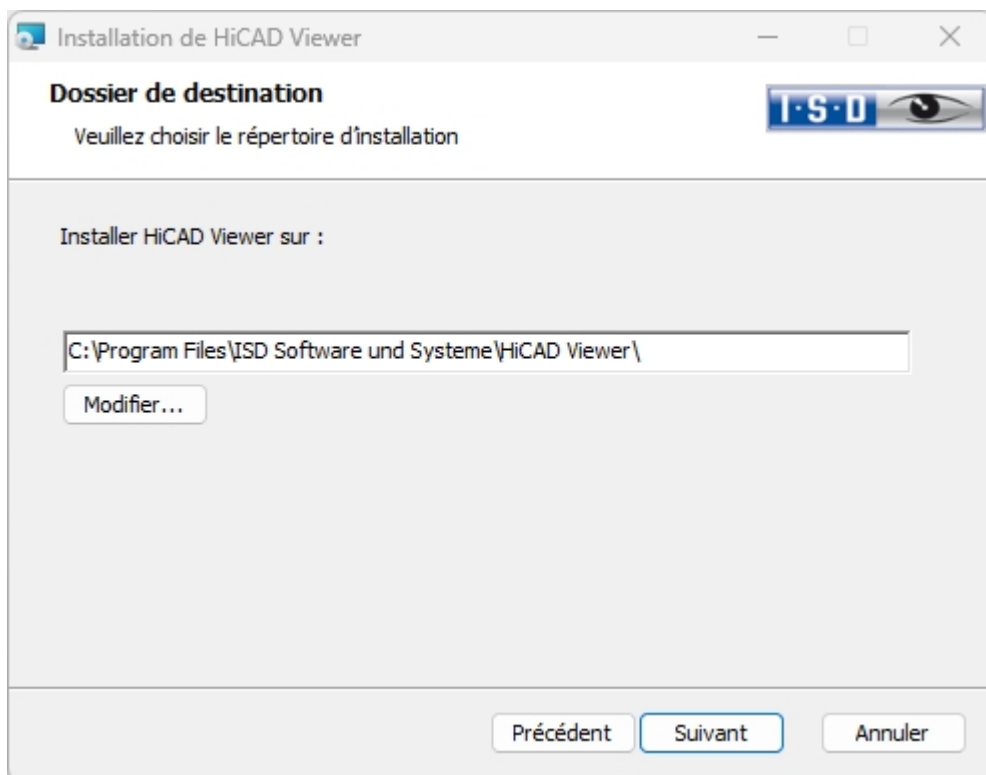 Installation de HiCAD Viewer
Dossier de destination
Veuillez choisir le répertoire d'installation
I·S·D
Installer HiCAD Viewer sur :
C:\Program Files\ISD Software und Systeme\HiCAD Viewer\
Modifier...
Précédent
Suivant
Annuler